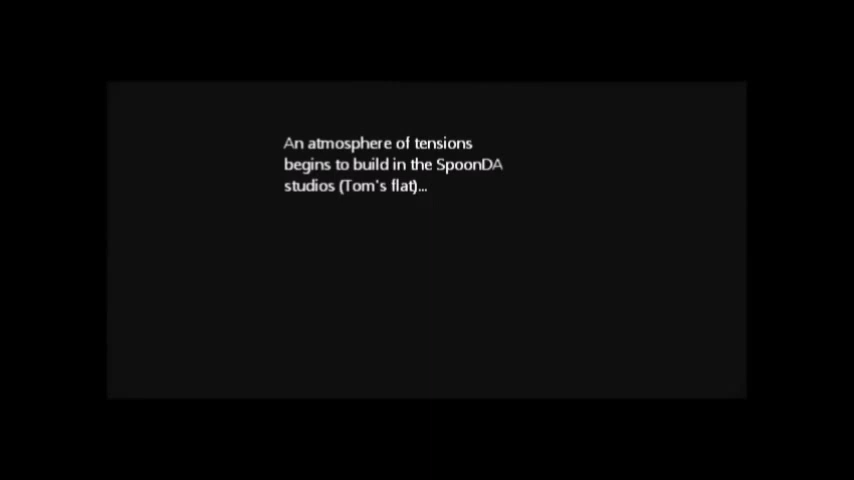 An atmosphere of tensions
begins to build in the SpoonDA
studios (Tom's flat)...